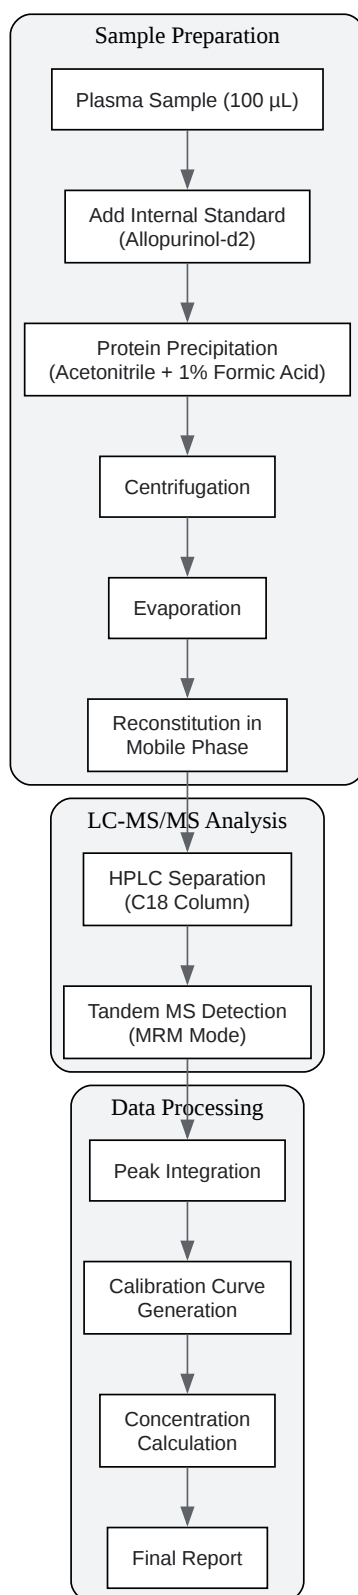 Sample Preparation
Plasma Sample (100 µL)
Add Internal Standard
(Allopurinol-d2)
Protein Precipitation
(Acetonitrile + 1% Formic Acid)
Centrifugation
Evaporation
Reconstitution in
Mobile Phase
LC-MS/MS Analysis
HPLC Separation
(C18 Column)
Tandem MS Detection
(MRM Mode)
Data Processing
Peak Integration
Calibration Curve
Generation
Concentration
Calculation
Final Report